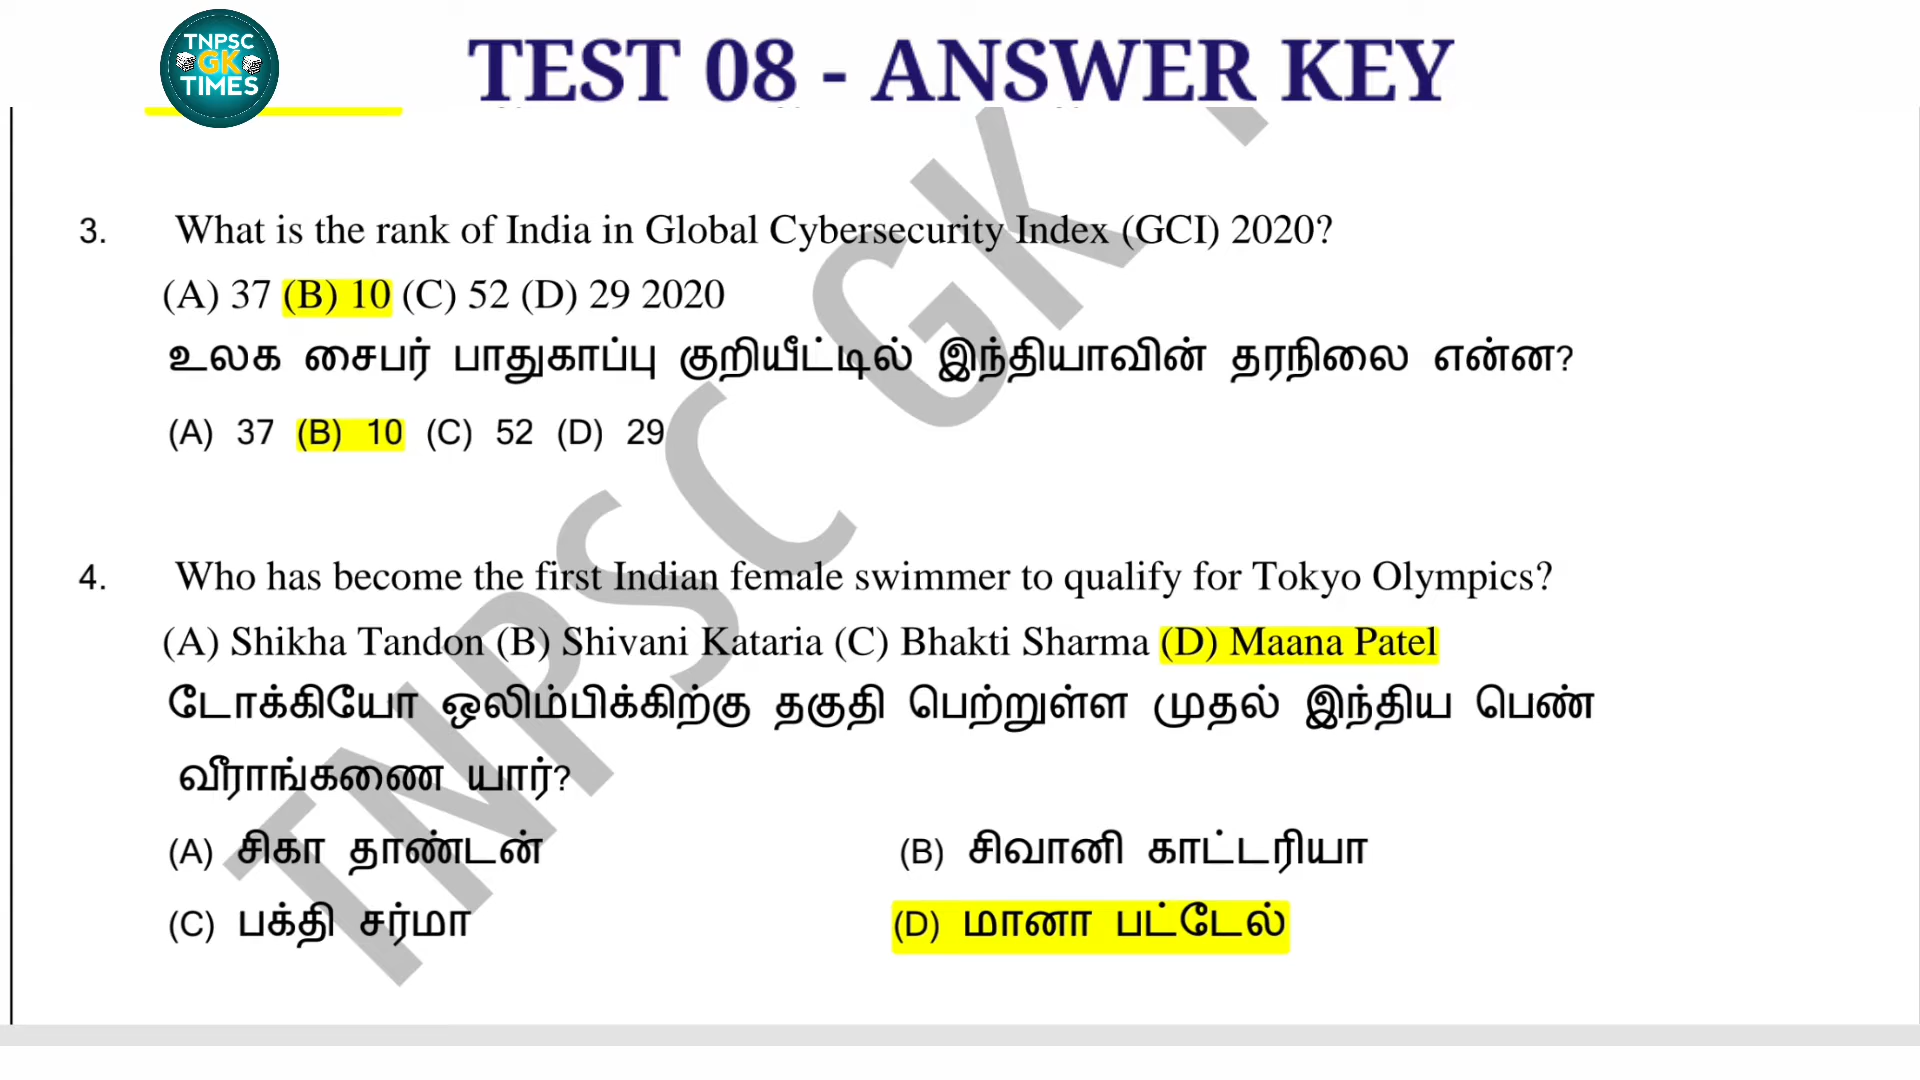 TNPSC
GK
TIMES
TEST 08 - ANSWER KEY
3. What is the rank of India in Global Cybersecurity Index (GCI) 2020?
(A) 37 (B) 10 (C) 52 (D) 29 2020
உலக சைபர் பாதுகாப்பு குறியீட்டில் இந்தியாவின் தரநிலை என்ன?
(A) 37 (B) 10 (C) 52 (D) 29
4. Who has become the first Indian female swimmer to qualify for Tokyo Olympics?
(A) Shikha Tandon (B) Shivani Kataria (C) Bhakti Sharma (D) Maana Patel
டோக்கியோ ஒலிம்பிக்கிற்கு தகுதி பெற்றுள்ள முதல் இந்திய பெண்
வீராங்கணை யார்?
(A) சிகா தாண்டன் (B) சிவானி காட்டரியா
(C) பக்தி சர்மா (D) மானா பட்டேல்
TNPSC GK